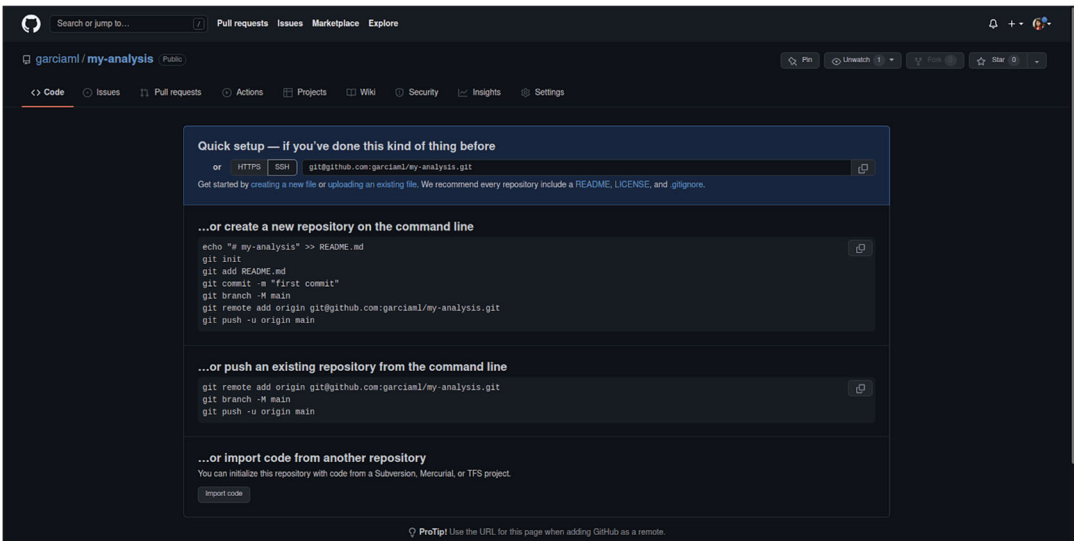 Search or jump to... / Pull requests Issues Marketplace Explore
garciaml / my-analysis Public Pin Unwatch 1 Fork 0 Star 0
Code Issues Pull requests Actions Projects Wiki Security Insights Settings
Quick setup — if you've done this kind of thing before
or HTTPS SSH git@github.com:garciaml/my-analysis.git
Get started by creating a new file or uploading an existing file. We recommend every repository include a README, LICENSE, and .gitignore.
...or create a new repository on the command line
echo "# my-analysis" >> README.md
git init
git add README.md
git commit -m "first commit"
git branch -M main
git remote add origin git@github.com:garciaml/my-analysis.git
git push -u origin main
...or push an existing repository from the command line
git remote add origin git@github.com:garciaml/my-analysis.git
git branch -M main
git push -u origin main
...or import code from another repository
You can initialize this repository with code from a Subversion, Mercurial, or TFS project.
Import code
ProTip! Use the URL for this page when adding GitHub as a remote.